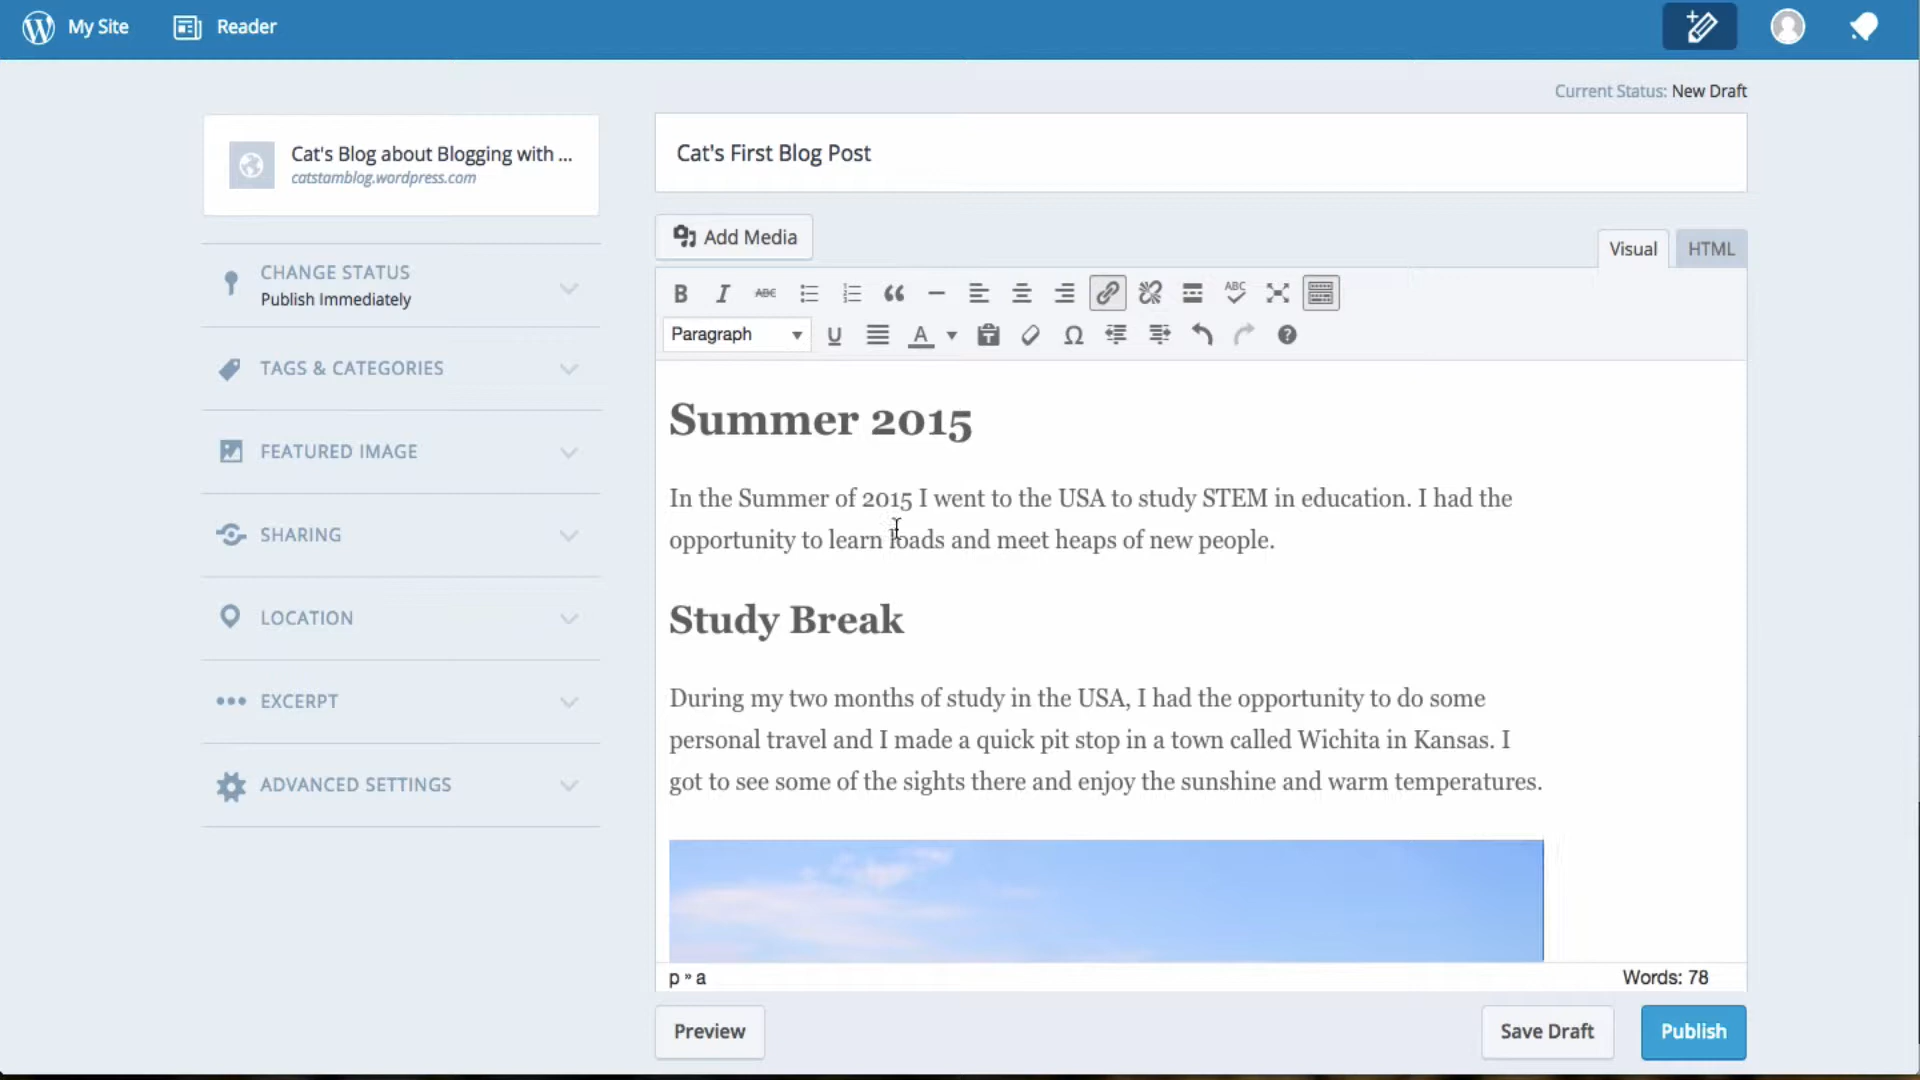 My Site
Reader
Current Status: New Draft
Cat's Blog about Blogging with ...
catstamblog.wordpress.com
Cat's First Blog Post
Add Media
Visual
HTML
CHANGE STATUS
Publish Immediately
B I ABC ABC
Paragraph U A Ω ?
TAGS & CATEGORIES
FEATURED IMAGE
SHARING
LOCATION
EXCERPT
ADVANCED SETTINGS
Summer 2015
In the Summer of 2015 I went to the USA to study STEM in education. I had the
opportunity to learn loads and meet heaps of new people.
Study Break
During my two months of study in the USA, I had the opportunity to do some
personal travel and I made a quick pit stop in a town called Wichita in Kansas. I
got to see some of the sights there and enjoy the sunshine and warm temperatures.
p » a
Words: 78
Preview
Save Draft
Publish